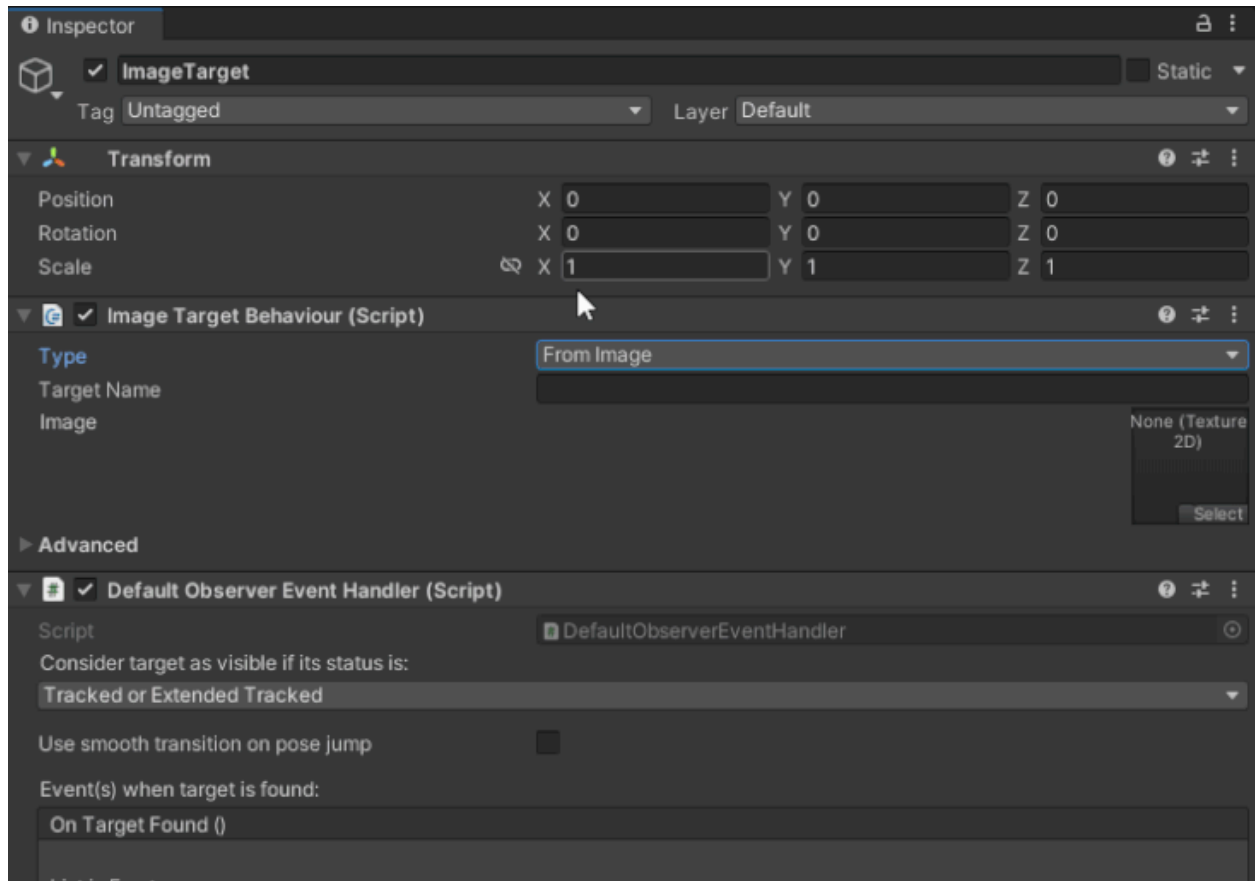 Inspector
ImageTarget Static
Tag Untagged Layer Default
Transform
Position X 0 Y 0 Z 0
Rotation X 0 Y 0 Z 0
Scale X 1 Y 1 Z 1
Image Target Behaviour (Script)
Type From Image
Target Name
Image None (Texture
2D)
Select
Advanced
Default Observer Event Handler (Script)
Script DefaultObserverEventHandler
Consider target as visible if its status is:
Tracked or Extended Tracked
Use smooth transition on pose jump
Event(s) when target is found:
On Target Found ()